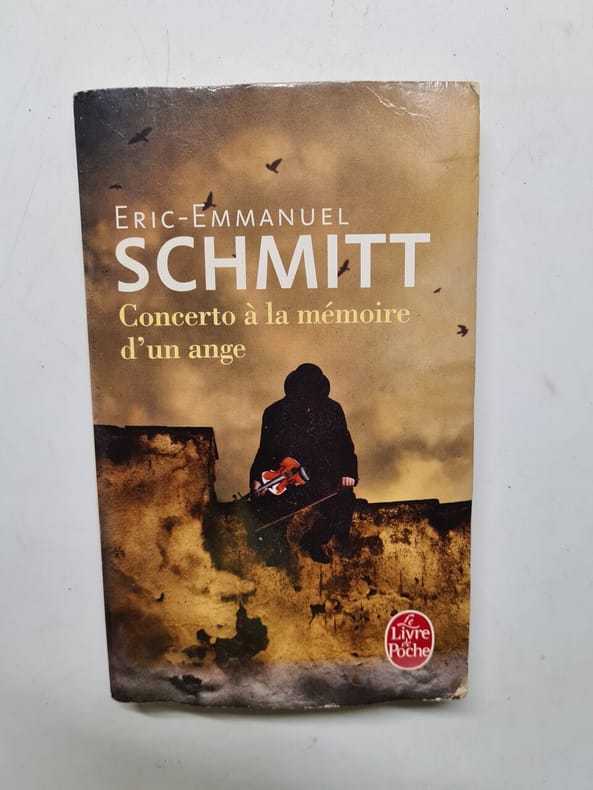 Eric-Emmanuel
SCHMITT
Concerto à la mémoire
d'un ange
Le
Livre
de
Poche